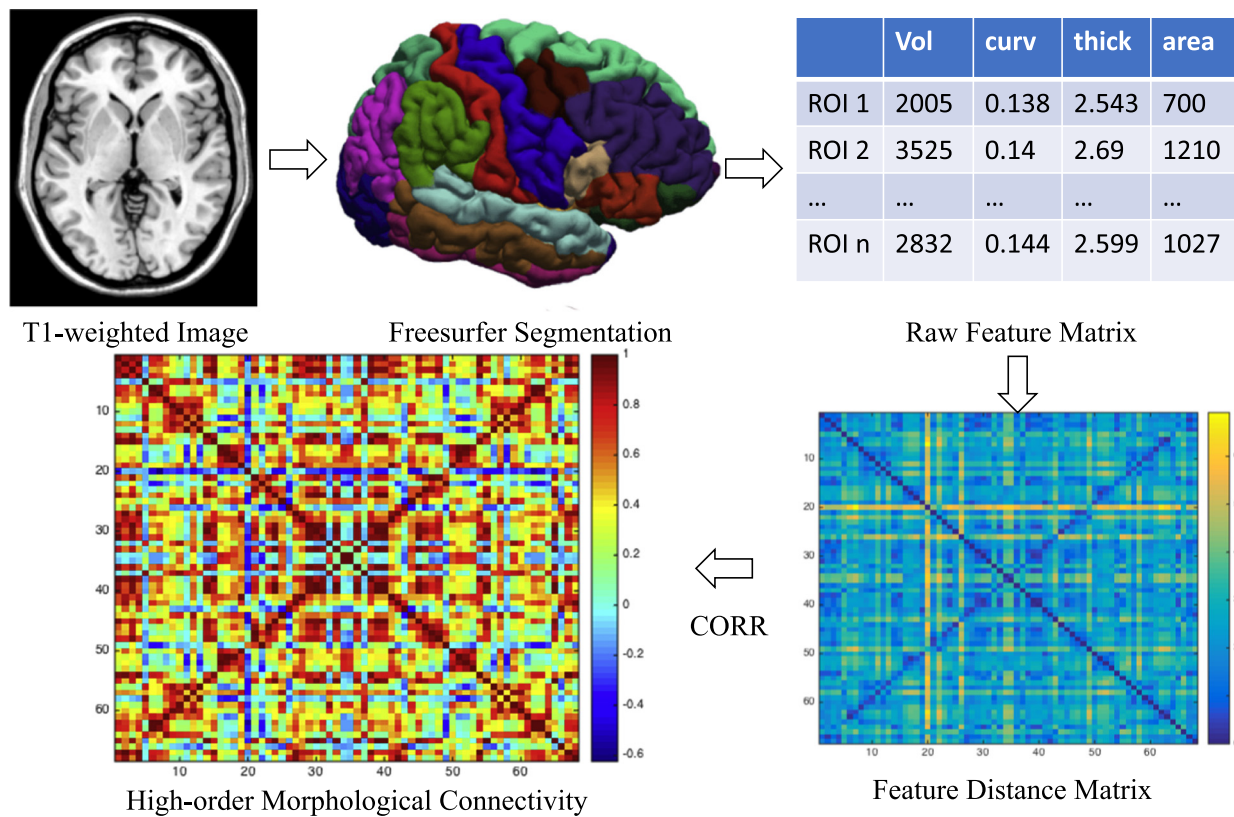 Vol curv thick area
ROI 1 2005 0.138 2.543 700
ROI 2 3525 0.14 2.69 1210
... ... ... ... ...
ROI n 2832 0.144 2.599 1027
T1-weighted Image
Freesurfer Segmentation
Raw Feature Matrix
10
20
30
40
50
60
10 20 30 40 50 60
1
0.8
0.6
0.4
0.2
0
-0.2
-0.4
-0.6
High-order Morphological Connectivity
CORR
10
20
30
40
50
60
10 20 30 40 50 60
Feature Distance Matrix